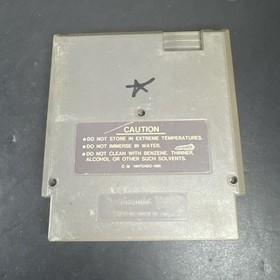 CAUTION
• DO NOT STORE IN EXTREME TEMPERATURES.
• DO NOT IMMERSE IN WATER.
• DO NOT CLEAN WITH BENZENE, THINNER,
ALCOHOL OR OTHER SUCH SOLVENTS.
NINTENDO